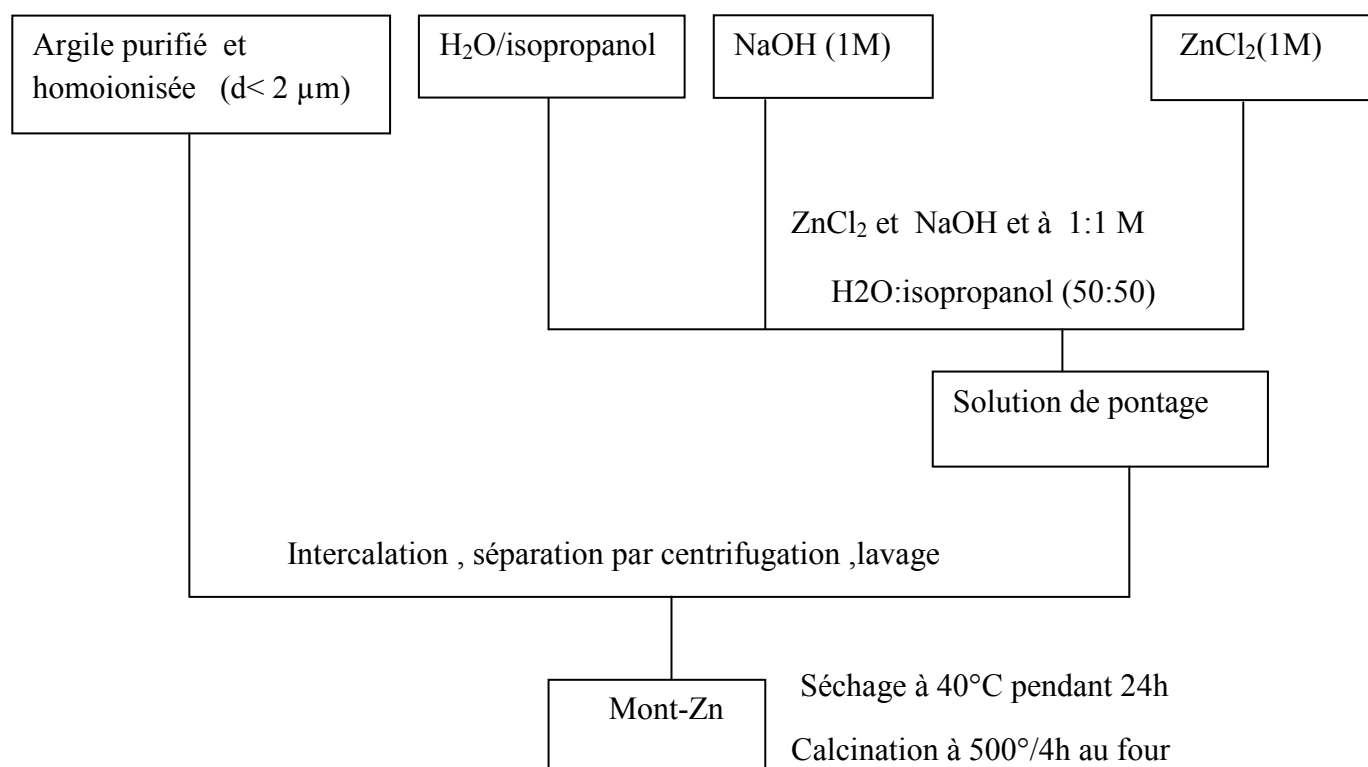 Argile purifié et
homoionisée (d< 2 µm)
H₂O/isopropanol
NaOH (1M)
ZnCl₂(1M)
ZnCl₂ et NaOH et à 1:1 M
H2O:isopropanol (50:50)
Solution de pontage
Intercalation , séparation par centrifugation ,lavage
Mont-Zn
Séchage à 40°C pendant 24h
Calcination à 500°/4h au four